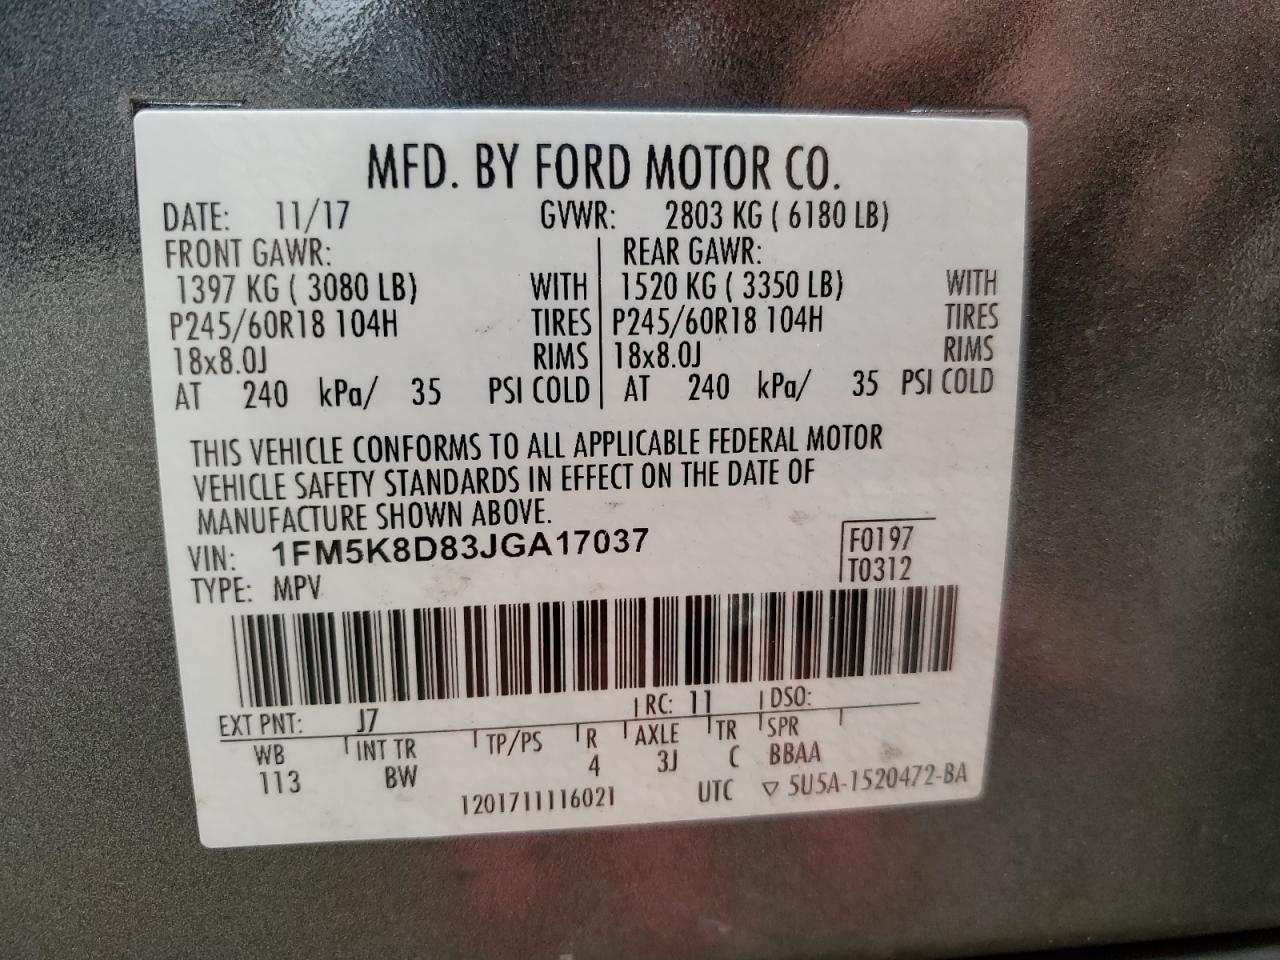 MFD. BY FORD MOTOR CO.
DATE: 11/17 GVWR: 2803 KG ( 6180 LB)
FRONT GAWR: REAR GAWR:
1397 KG ( 3080 LB) WITH 1520 KG ( 3350 LB) WITH
P245/60R18 104H TIRES P245/60R18 104H TIRES
18x8.0J RIMS 18x8.0J RIMS
AT 240 kPa/ 35 PSI COLD AT 240 kPa/ 35 PSI COLD
THIS VEHICLE CONFORMS TO ALL APPLICABLE FEDERAL MOTOR
VEHICLE SAFETY STANDARDS IN EFFECT ON THE DATE OF
MANUFACTURE SHOWN ABOVE.
VIN: 1FM5K8D83JGA17037 F0197
TYPE: MPV T0312
EXT PNT: J7 RC: 11 DSO:
WB INT TR TP/PS R AXLE TR SPR
113 BW 4 3J C BBAA
1201711116021 UTC ▽ 5U5A-1520472-BA